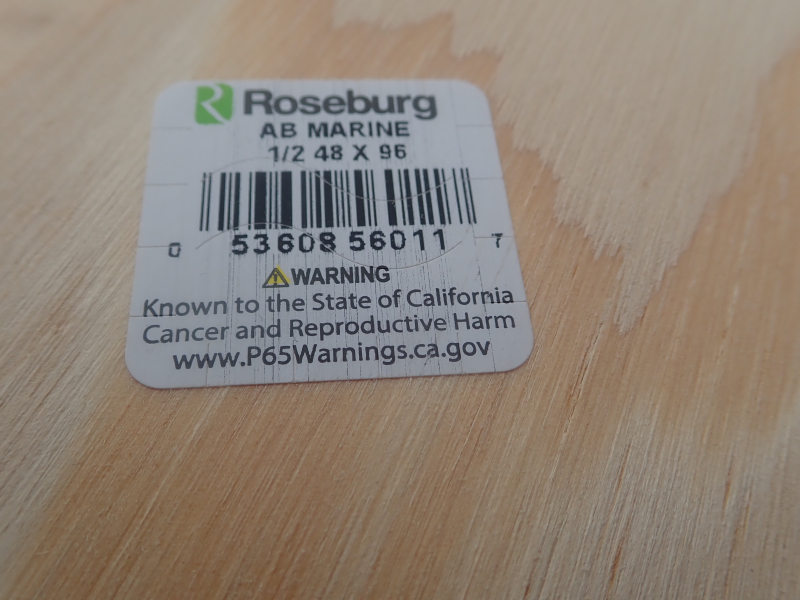 Roseburg
AB MARINE
1/2 48 X 96
0 53608 56011 7
WARNING
Known to the State of California
Cancer and Reproductive Harm
www.P65Warnings.ca.gov